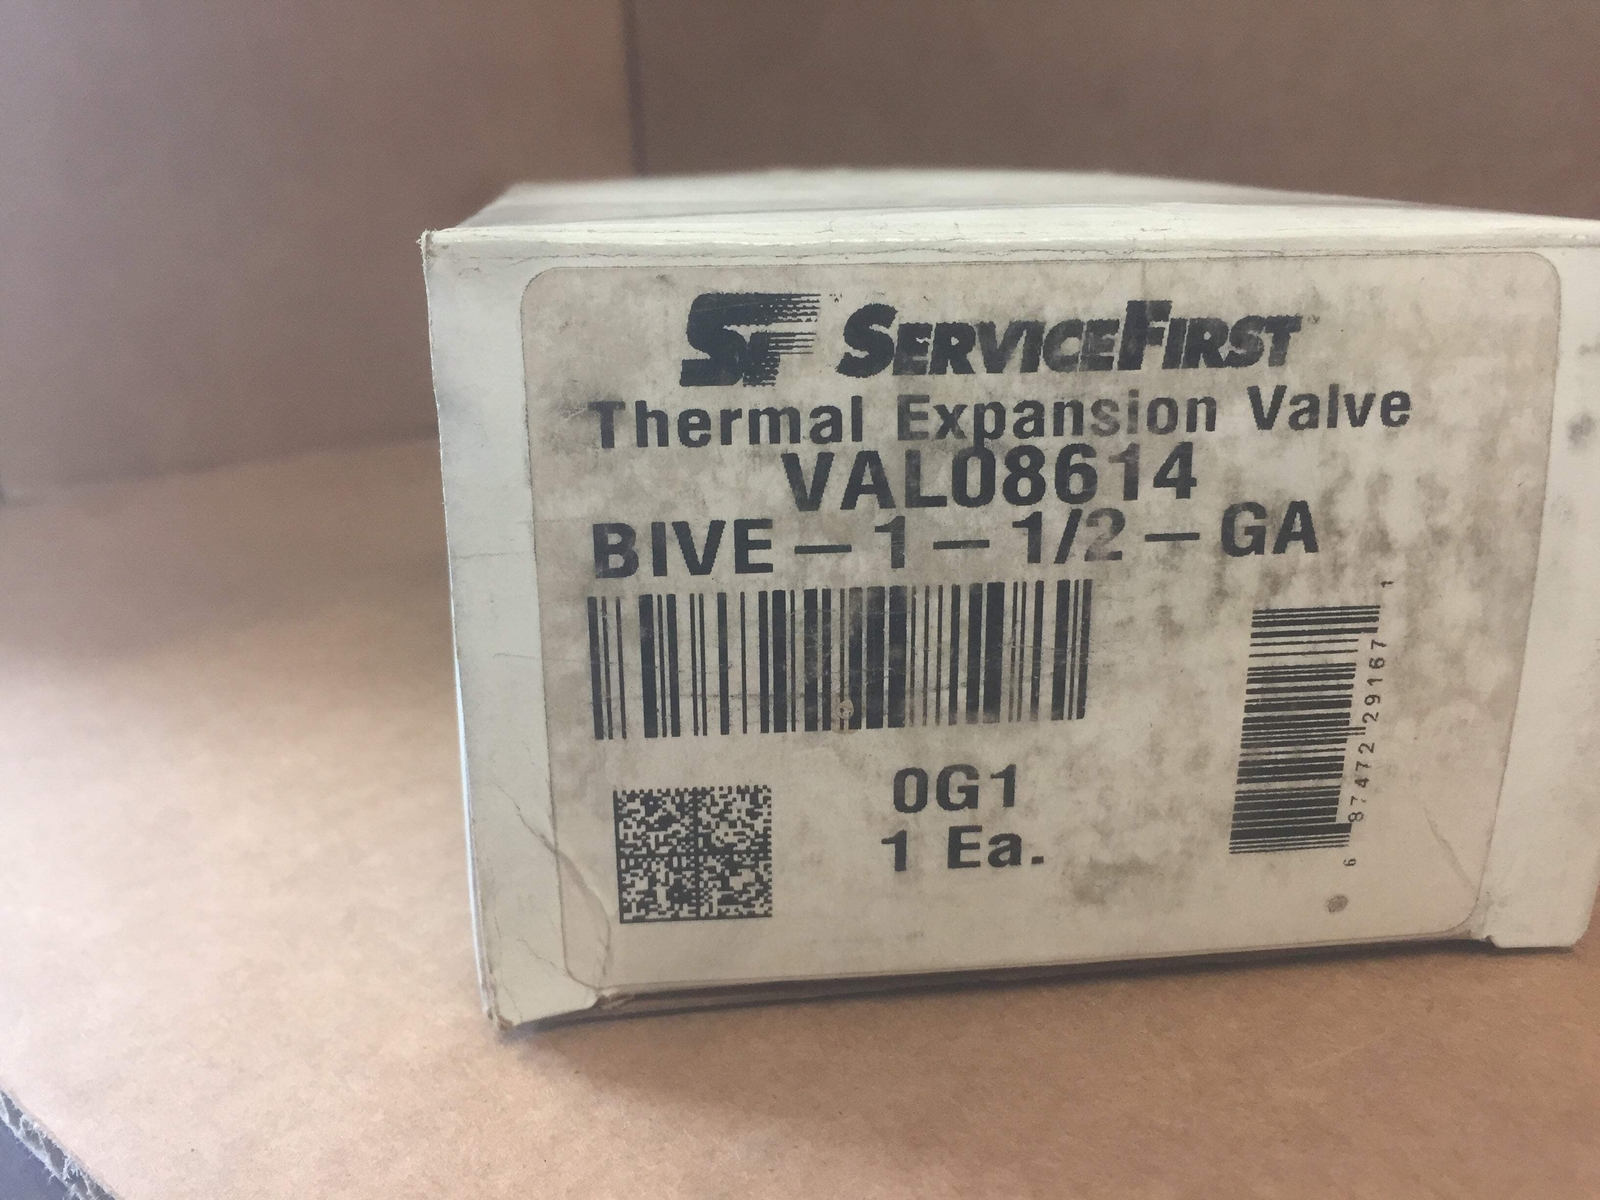 SF SERVICEFIRST
Thermal Expansion Valve
VAL08614
BIVE – 1 – 1/2 – GA
0G1
1 Ea.
6 87472 29167 1